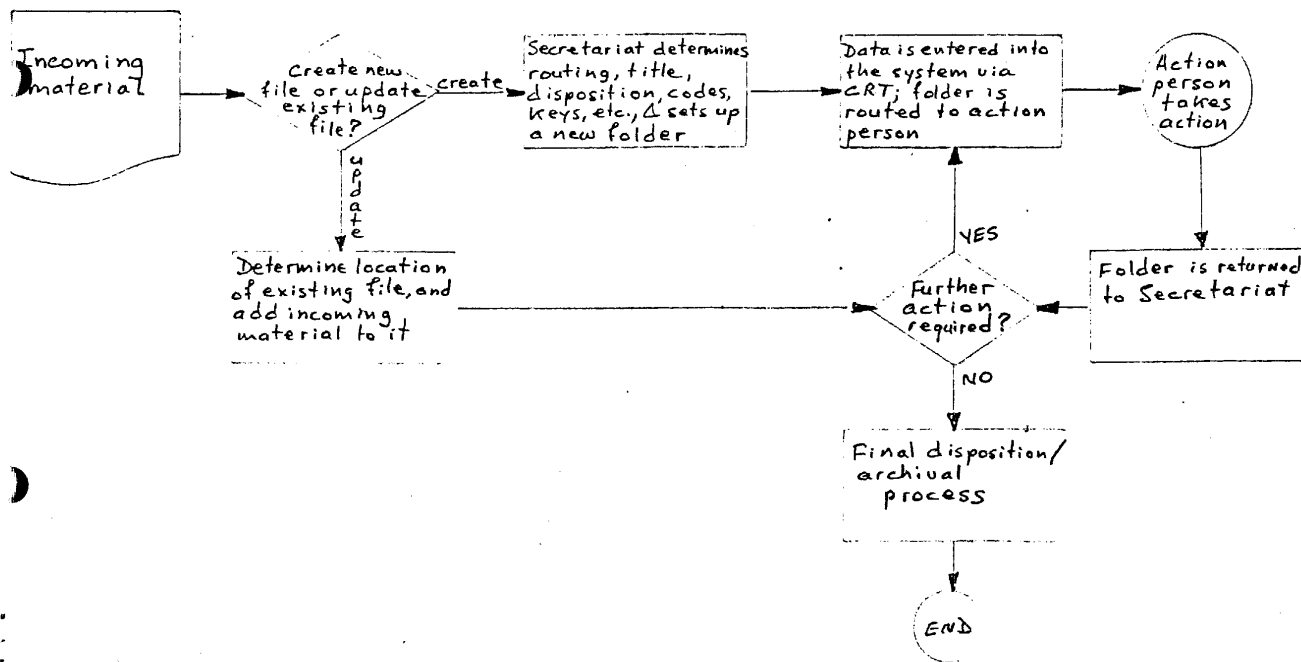 Incoming
material
Create new
file or update
existing
file?
create
Secretariat determines
routing, title,
disposition, codes,
keys, etc., & sets up
a new folder
Data is entered into
the system via
CRT; folder is
routed to action
person
Action
person
takes
action
update
Determine location
of existing file, and
add incoming
material to it
YES
Further
action
required?
Folder is returned
to Secretariat
NO
Final disposition/
archival
process
END